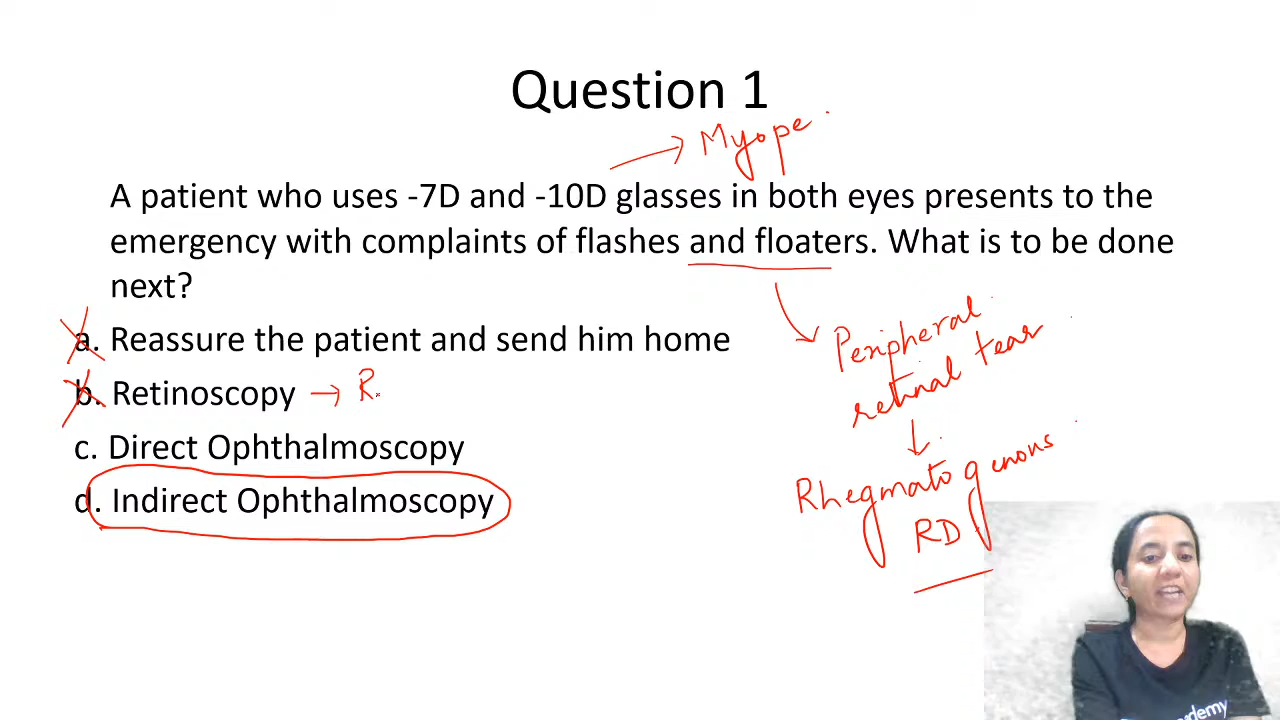 Question 1
→ Myope
A patient who uses -7D and -10D glasses in both eyes presents to the
emergency with complaints of flashes and floaters. What is to be done
next?
a. Reassure the patient and send him home
b. Retinoscopy → R
c. Direct Ophthalmoscopy
d. Indirect Ophthalmoscopy
Peripheral
retinal tear
↓
Rhegmatogenous
RD